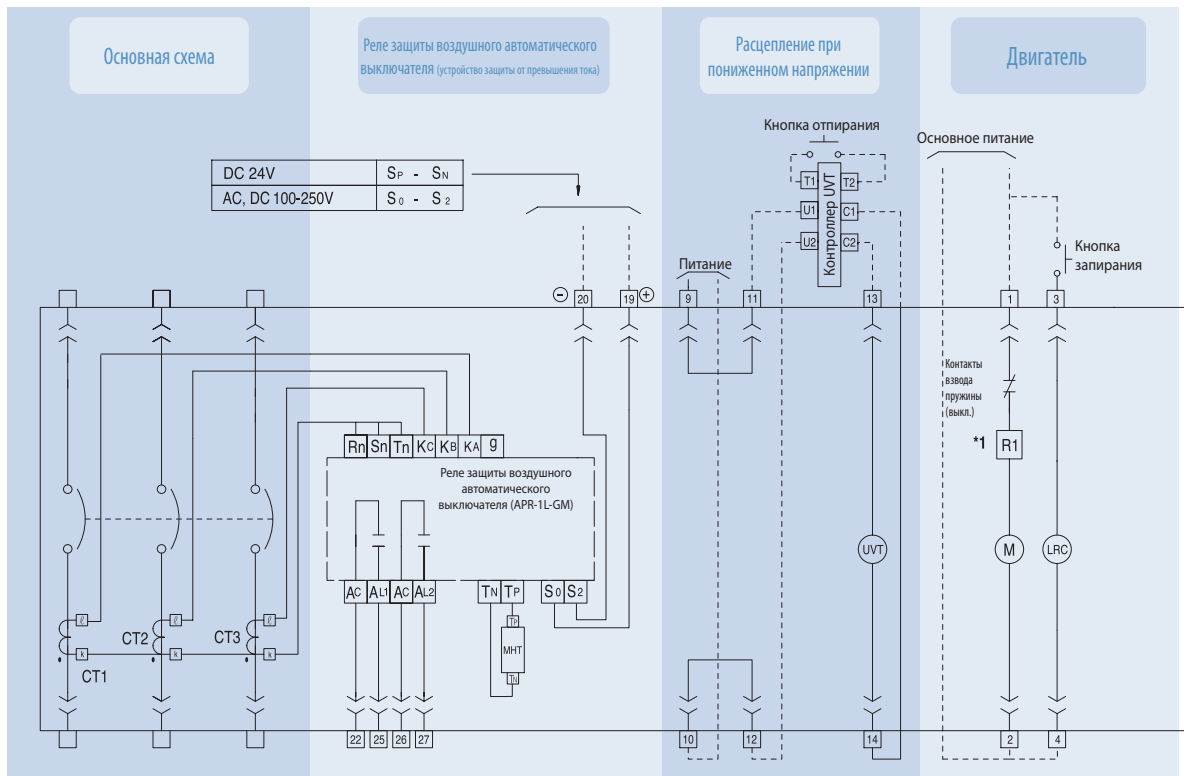 Основная схема
Реле защиты воздушного автоматического
выключателя (устройство защиты от превышения тока)
Расцепление при
пониженном напряжении
Двигатель
Кнопка отпирания
Основное питание
DC 24V
SP - SN
AC, DC 100-250V
S0 - S2
T1
T2
U1
C1
U2
C2
Контроллер UVT
Кнопка
запирания
Питание
⊖
20
19
⊕
9
11
13
1
3
Контакты
взвода
пружины
(выкл.)
*1
R1
Rn
Sn
Tn
KC
KB
KA
g
Реле защиты воздушного
автоматического
выключателя (APR-1L-GM)
UVT
M
LRC
AC
AL1
AC
AL2
TN
TP
S0
S2
ℓ
ℓ
ℓ
CT2
CT3
k
k
k
CT1
TP
MHT
TN
22
25
26
27
10
12
14
2
4